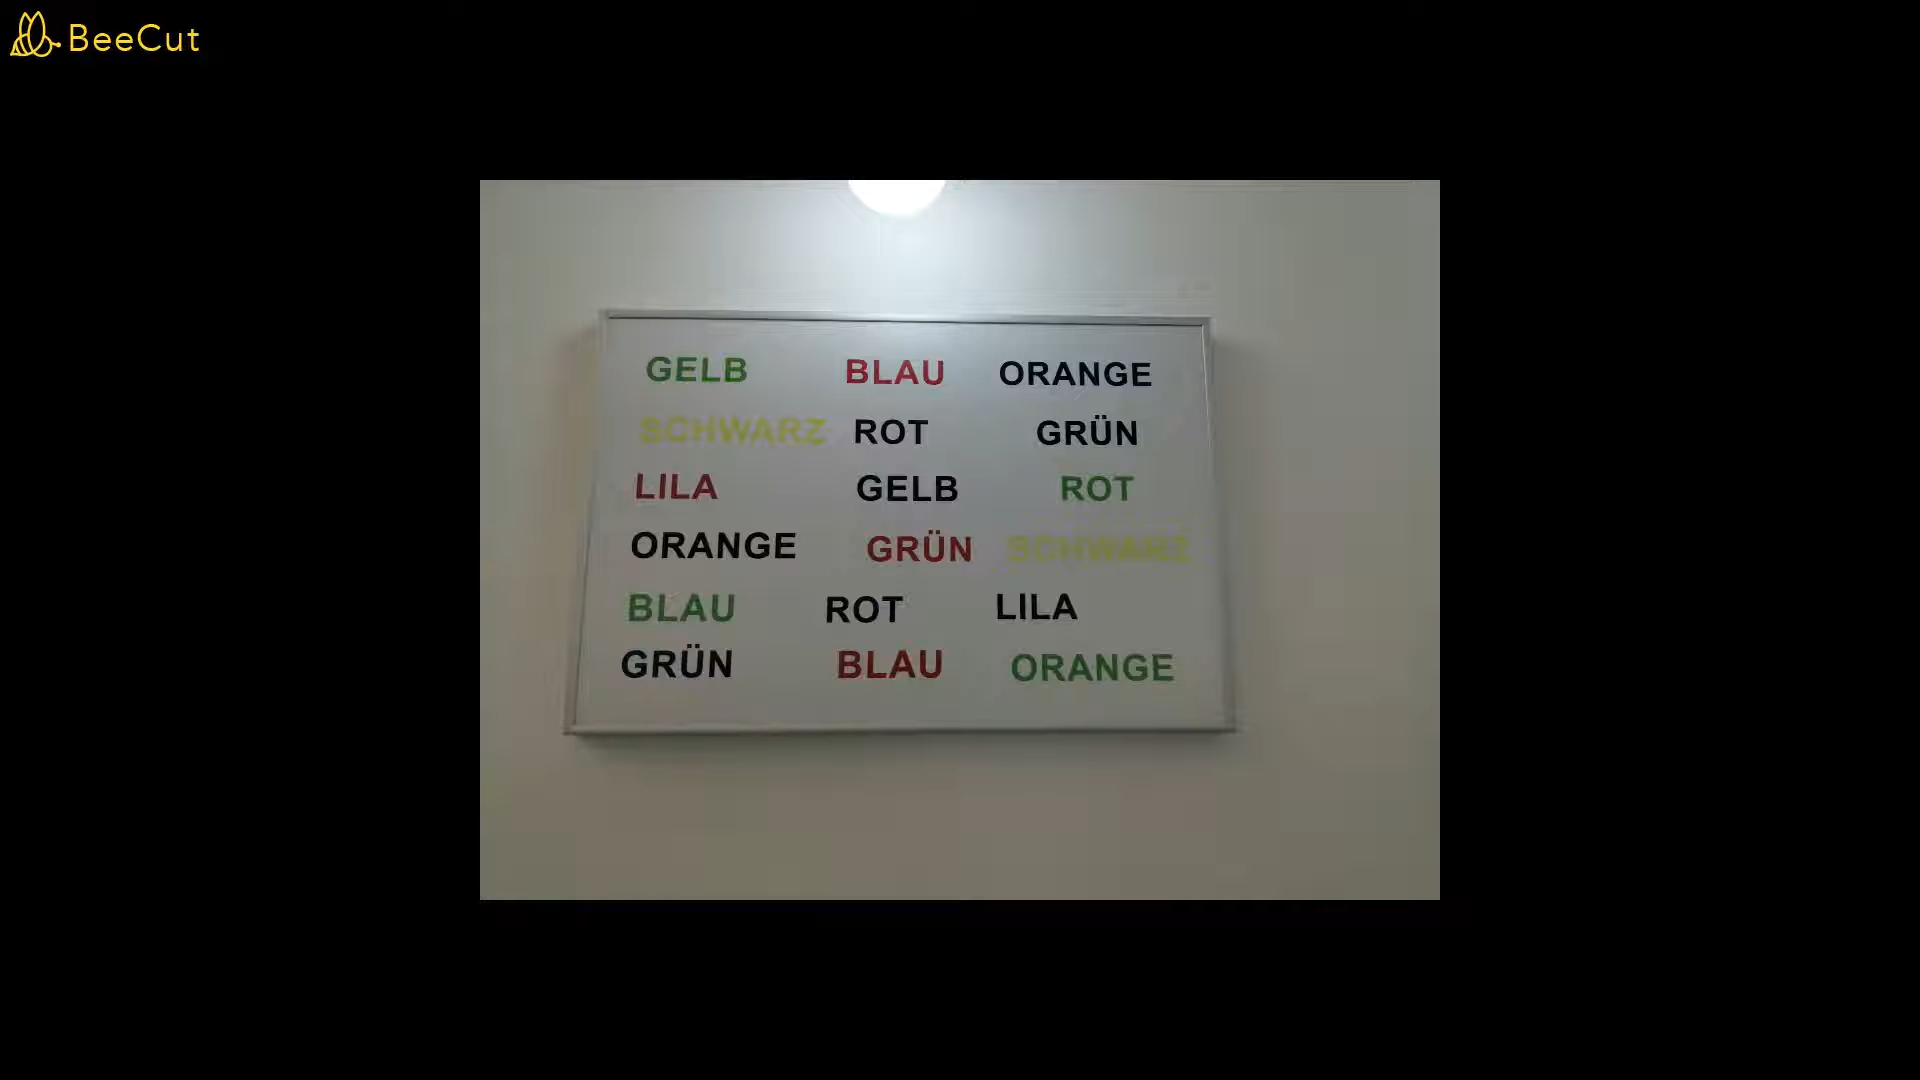 BeeCut
GELB BLAU ORANGE
SCHWARZ ROT GRÜN
LILA GELB ROT
ORANGE GRÜN SCHWARZ
BLAU ROT LILA
GRÜN BLAU ORANGE